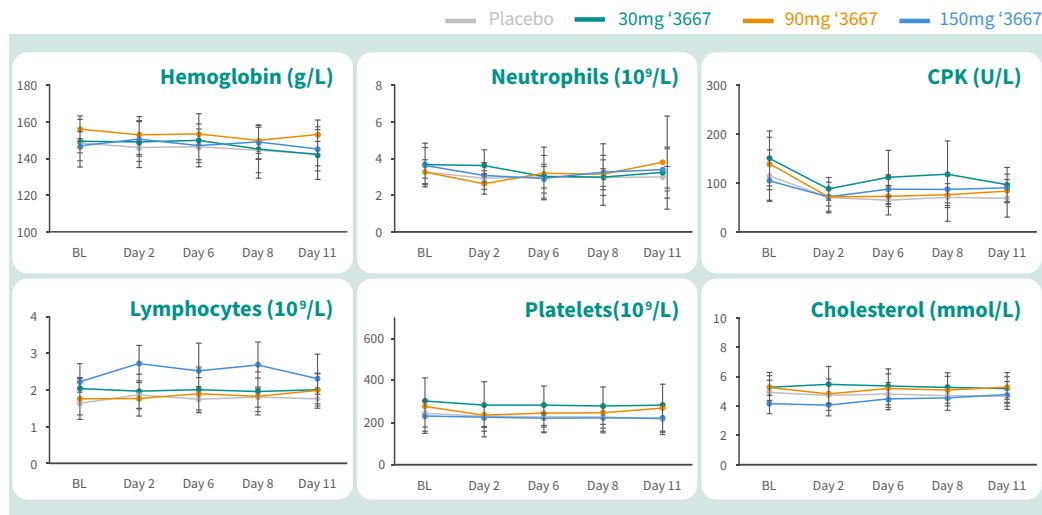 Placebo 30mg ‘3667 90mg ‘3667 150mg ‘3667
Hemoglobin (g/L)
180
160
140
120
100
BL Day 2 Day 6 Day 8 Day 11
Neutrophils (10⁹/L)
8
6
4
2
0
BL Day 2 Day 6 Day 8 Day 11
CPK (U/L)
300
200
100
0
BL Day 2 Day 6 Day 8 Day 11
Lymphocytes (10⁹/L)
4
3
2
1
0
BL Day 2 Day 6 Day 8 Day 11
Platelets(10⁹/L)
600
400
200
0
BL Day 2 Day 6 Day 8 Day 11
Cholesterol (mmol/L)
10
8
6
4
2
0
BL Day 2 Day 6 Day 8 Day 11